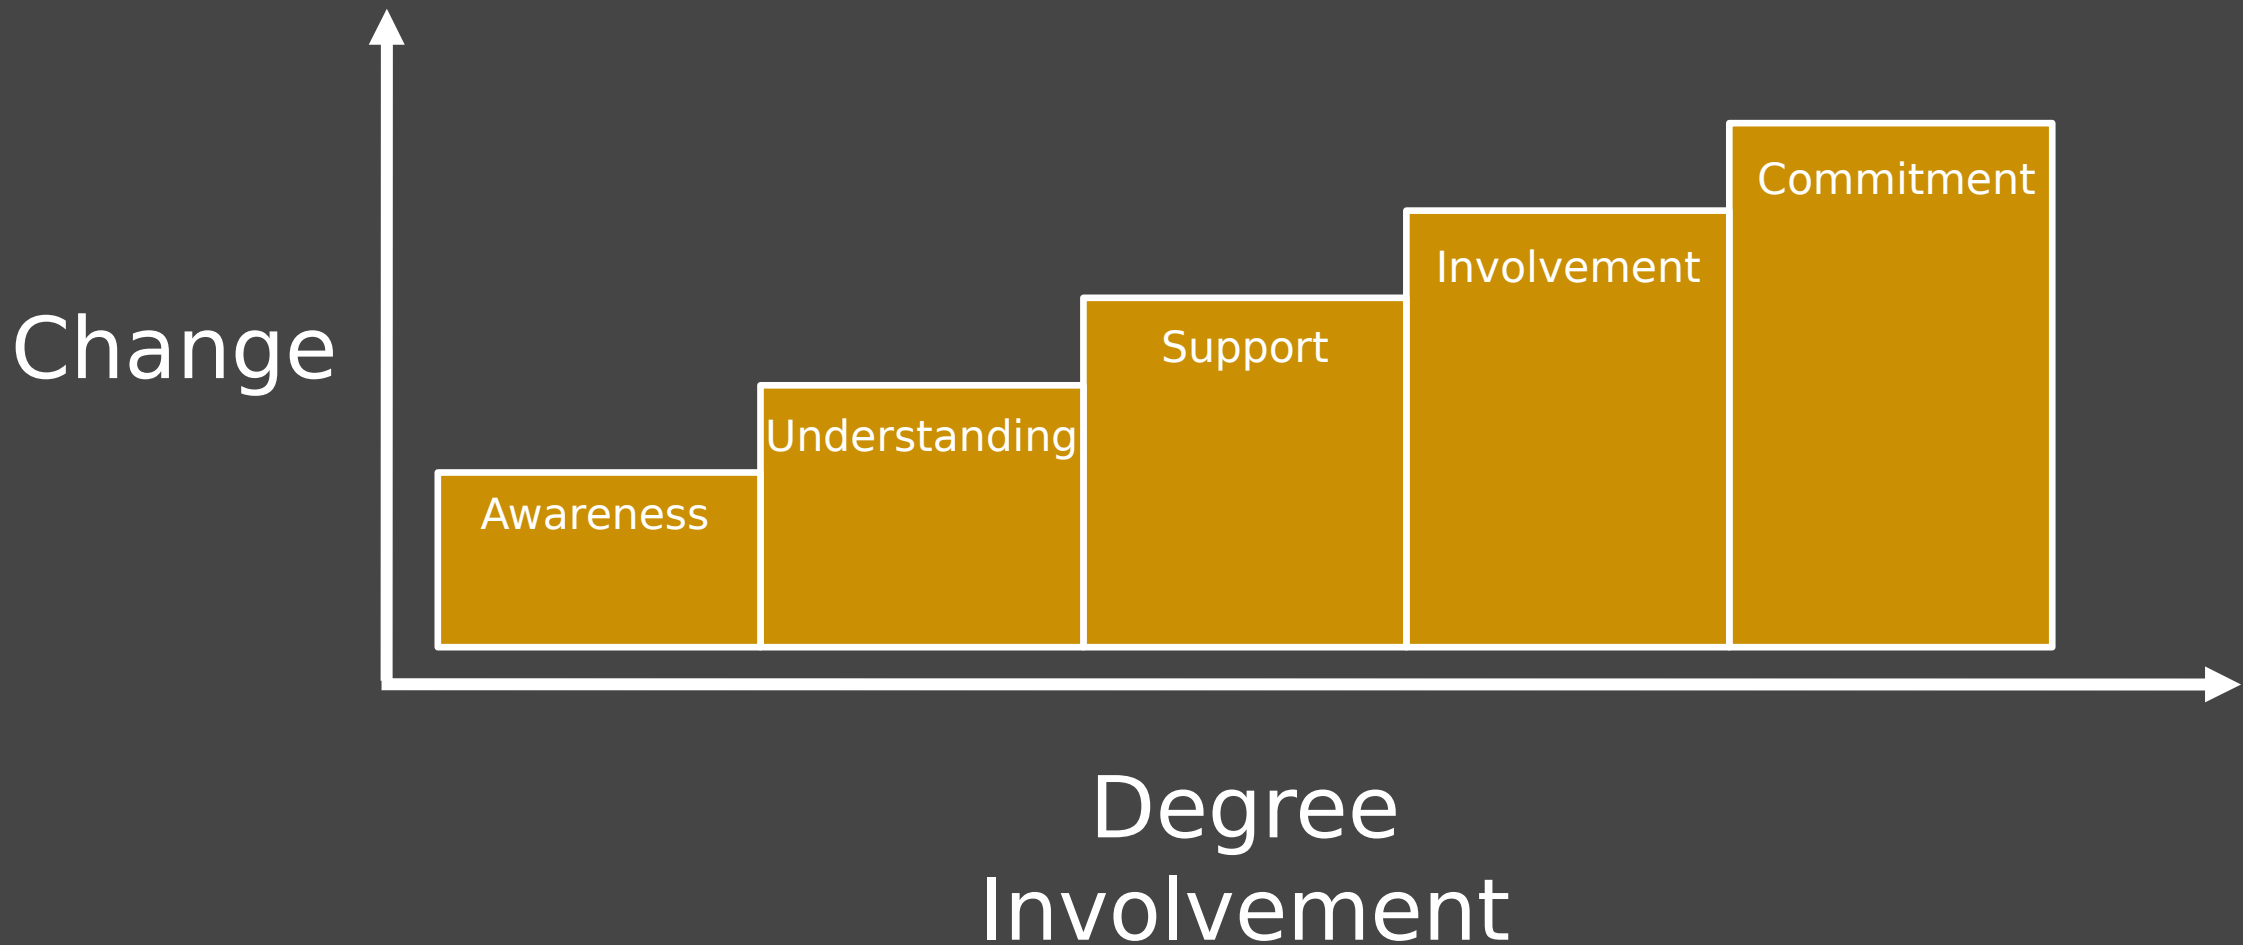 Change
Awareness
Understanding
Support
Involvement
Commitment
Degree
Involvement